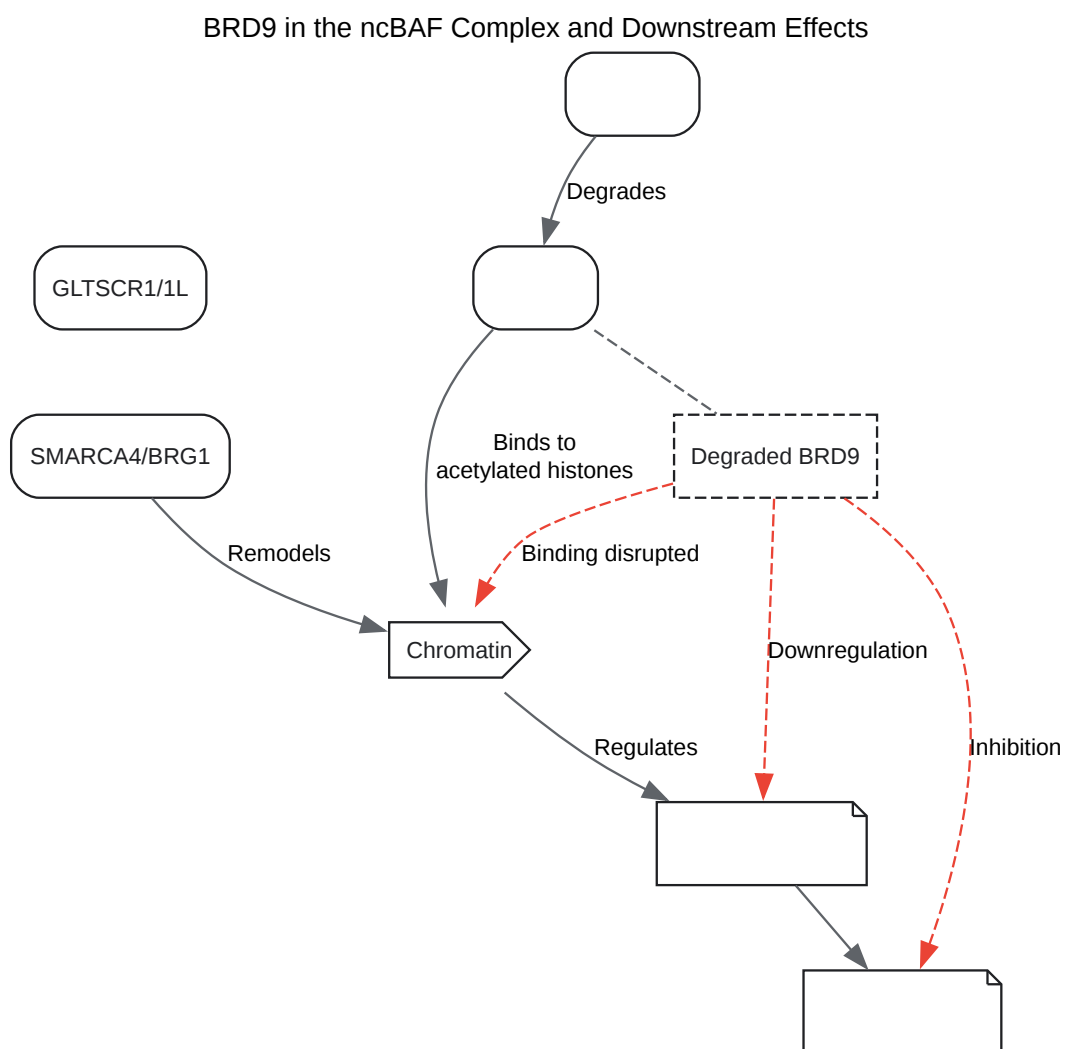 BRD9 in the ncBAF Complex and Downstream Effects
Degrades
GLTSCR1/1L
Binds to
acetylated histones
SMARCA4/BRG1
Degraded BRD9
Remodels
Binding disrupted
Chromatin
Downregulation
Regulates
Inhibition